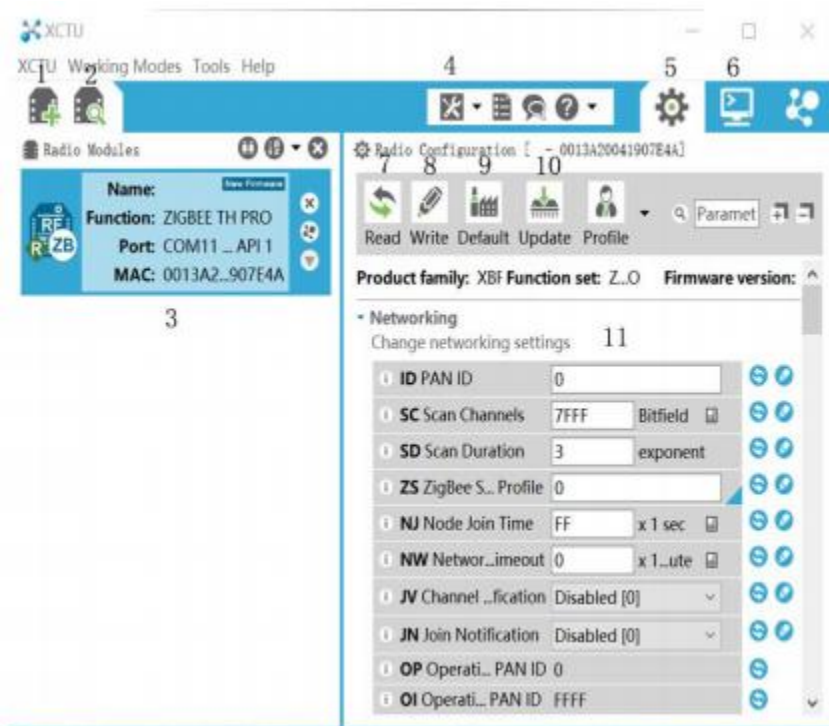 XCTU
XCTU Working Modes Tools Help
1 2 4 5 6
Radio Modules
Radio Configuration [ - 0013A20041907E4A]
Name:
New Firmware
Function: ZIGBEE TH PRO
Port: COM11 ... API 1
MAC: 0013A2...907E4A
RF
R ZB
3
7 8 9 10
Read Write Default Update Profile
Paramet
Product family: XBF Function set: Z...O Firmware version:
Networking
Change networking settings
11
ID PAN ID 0
SC Scan Channels 7FFF Bitfield
SD Scan Duration 3 exponent
ZS ZigBee S... Profile 0
NJ Node Join Time FF x 1 sec
NW Networ...imeout 0 x 1...ute
JV Channel ...fication Disabled [0]
JN Join Notification Disabled [0]
OP Operati... PAN ID 0
OI Operati... PAN ID FFFF